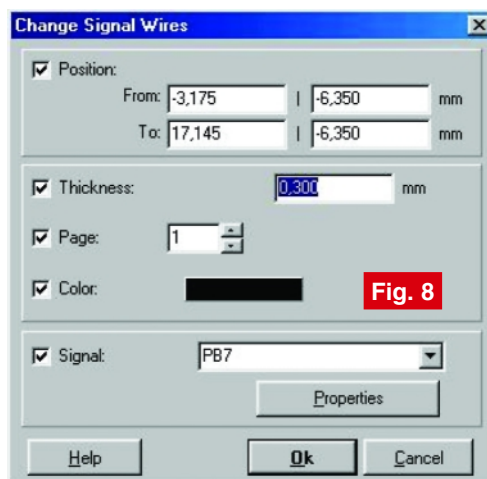 Change Signal Wires
Position:
From: -3,175 | -6,350 mm
To: 17,145 | -6,350 mm
Thickness: 0,300 mm
Page: 1
Color:
Fig. 8
Signal: PB7
Properties
Help Ok Cancel